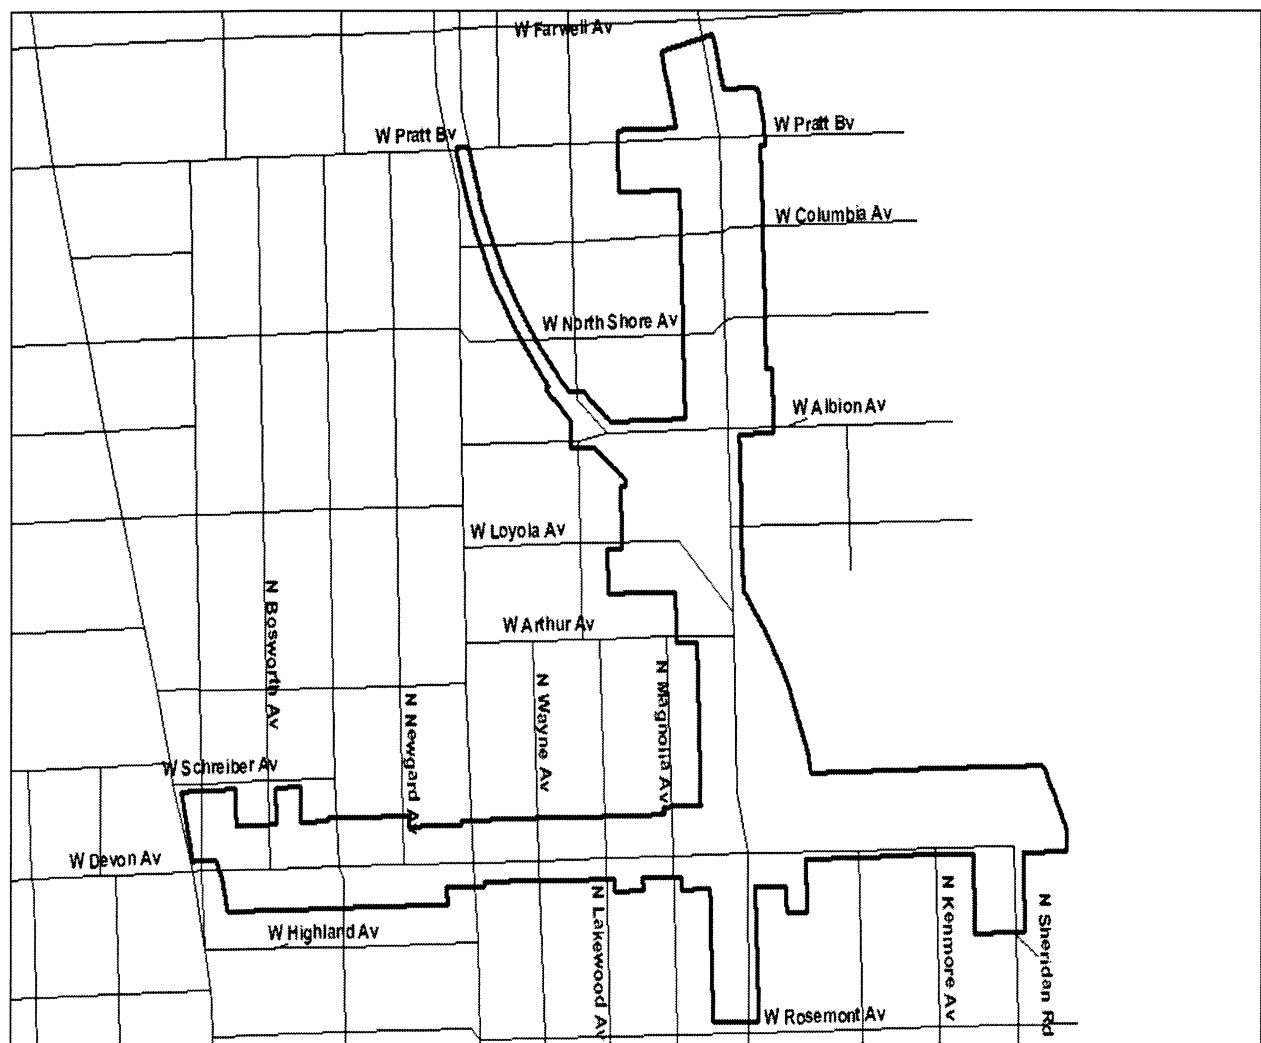 W Farwell Av
W Pratt Bv
W Pratt Bv
W Columbia Av
W North Shore Av
W Albion Av
W Loyola Av
N Bosworth Av
W Arthur Av
N Newgard Av
N Wayne Av
N Magnolia Av
W Schreiber Av
W Devon Av
W Highland Av
N Lakewood Av
N Kenmore Av
N Sheridan Rd
W Rosemont Av